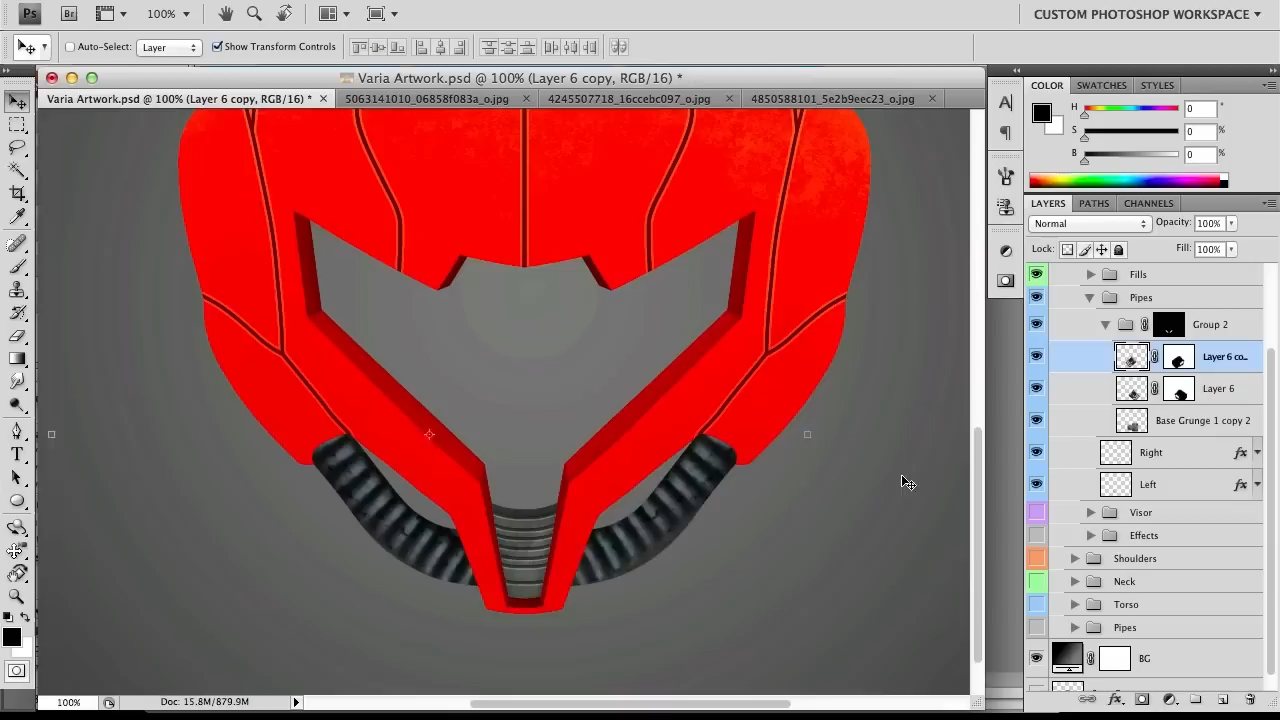 Ps Br 100% CUSTOM PHOTOSHOP WORKSPACE
Auto-Select: Layer Show Transform Controls
Varia Artwork.psd @ 100% (Layer 6 copy, RGB/16) *
Varia Artwork.psd @ 100% (Layer 6 copy, RGB/16) * 5063141010_06858f083a_o.jpg 4245507718_16ccebc097_o.jpg 4850588101_5e2b9eec23_o.jpg
COLOR SWATCHES STYLES
H 0 °
S 0 %
B 0 %
LAYERS PATHS CHANNELS
Normal Opacity: 100%
Lock: Fill: 100%
Fills
Pipes
Group 2
Layer 6 co...
Layer 6
Base Grunge 1 copy 2
Right fx
Left fx
Visor
Effects
Shoulders
Neck
Torso
Pipes
BG
100% Doc: 15.8M/879.9M